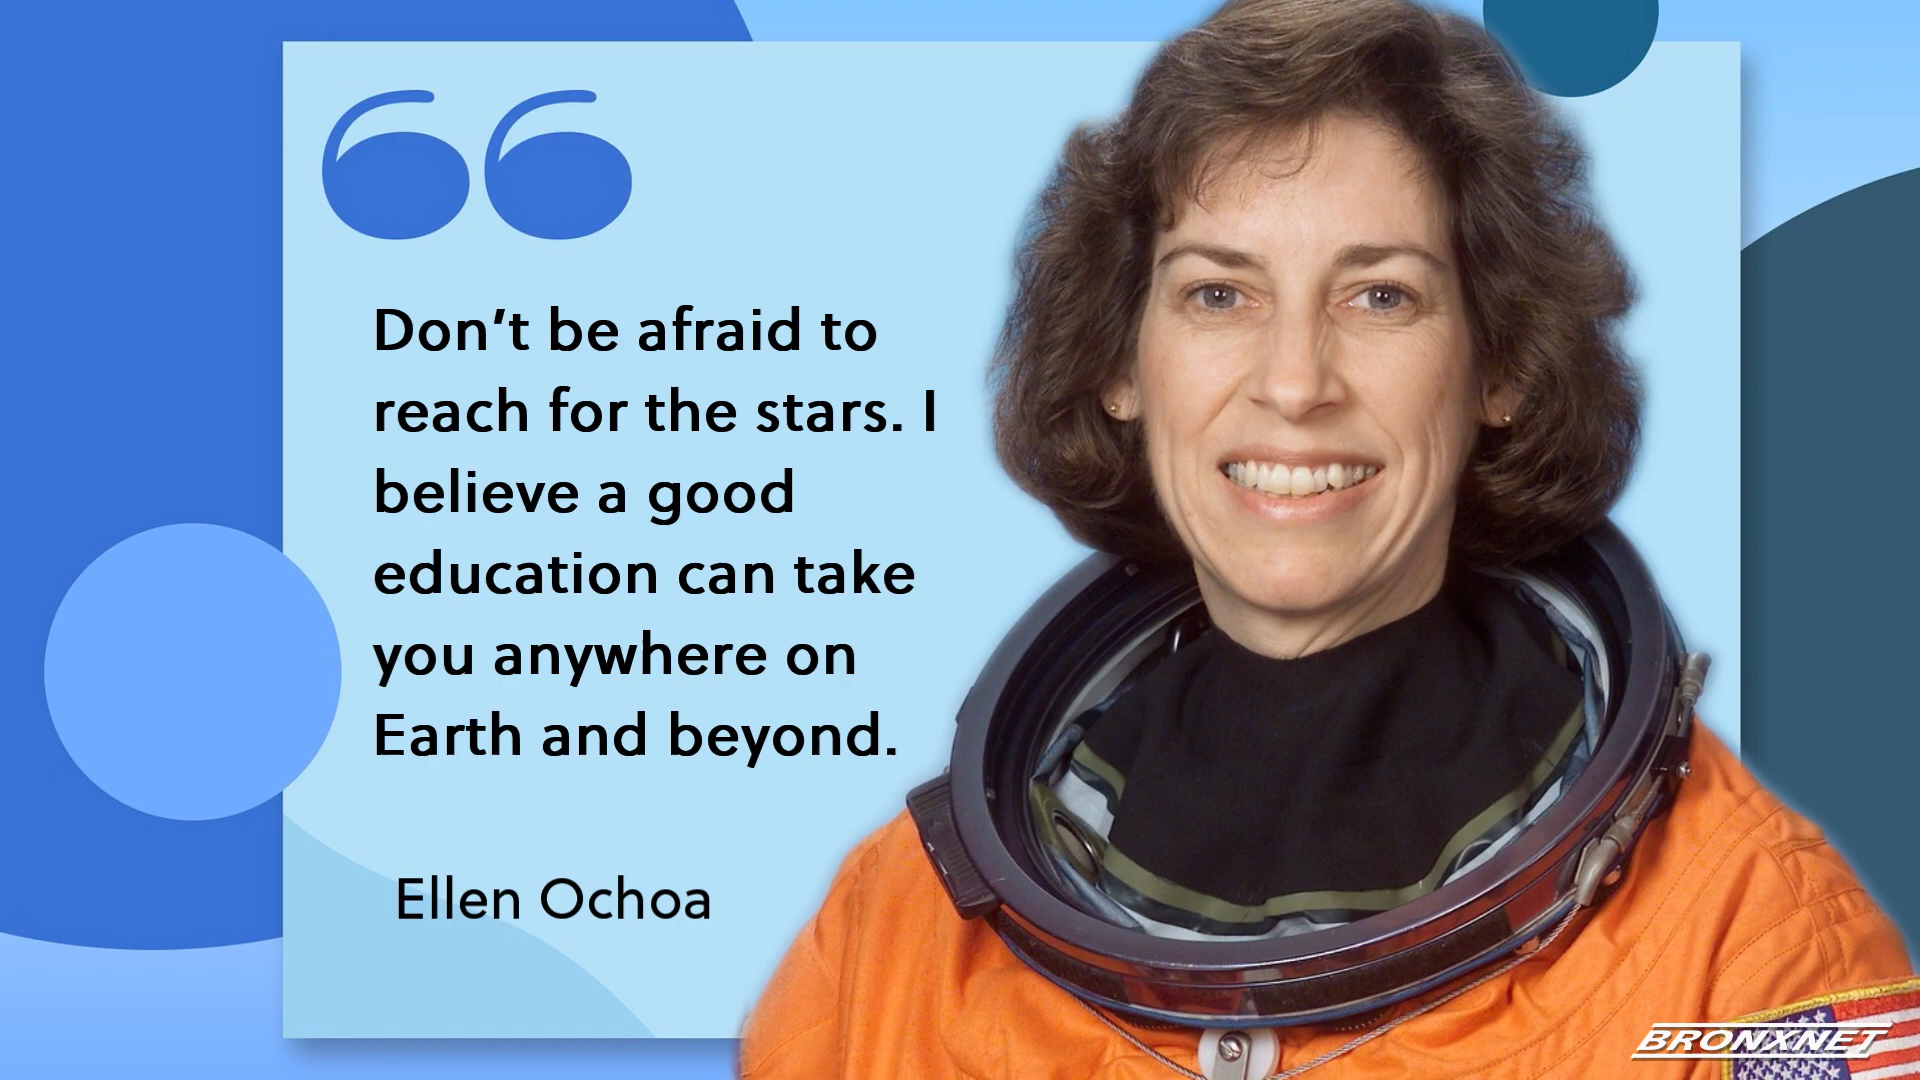 Don't be afraid to
reach for the stars. I
believe a good
education can take
you anywhere on
Earth and beyond.
Ellen Ochoa
BRONXNET